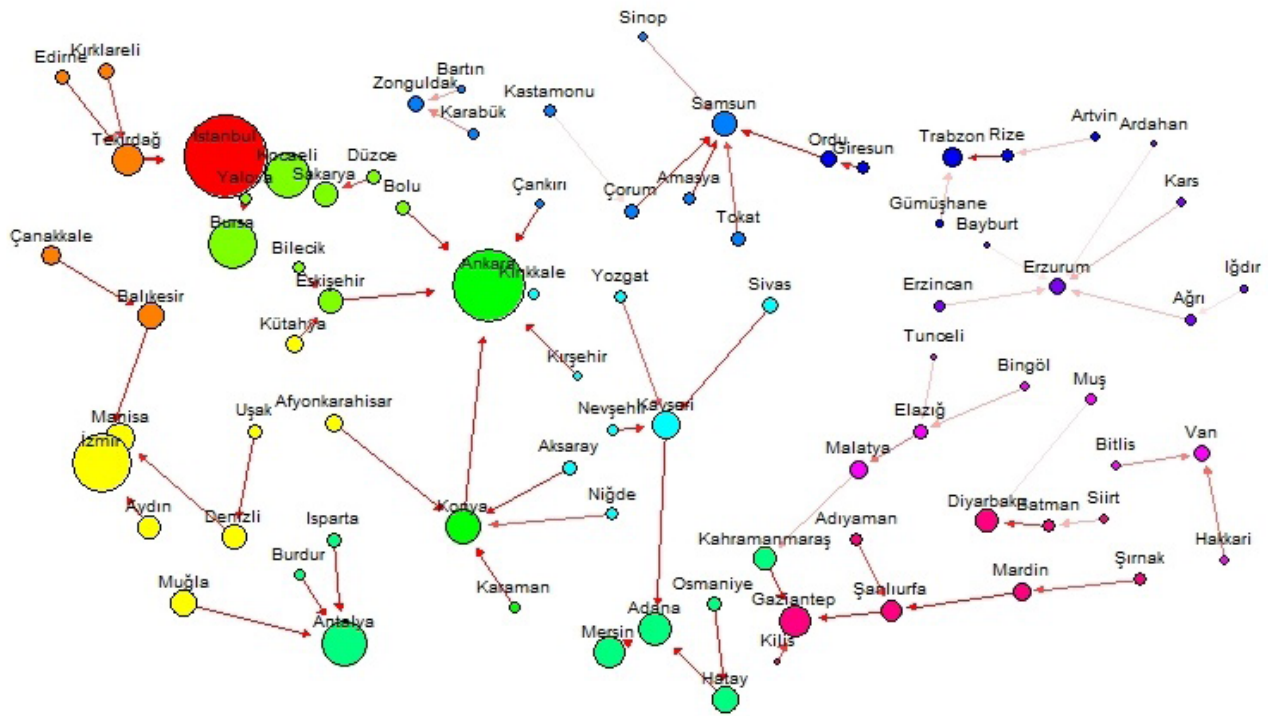 Sinop
Edirne
Kırklareli
Bartın
Zonguldak
Kastamonu
Karabük
Samsun
Artvin
Ardahan
İstanbul
Ordu
Trabzon
Rize
Giresun
Tekirdağ
Kocaeli
Düzce
Sakarya
Yalova
Bolu
Çankırı
Çorum
Amasya
Kars
Gümüşhane
Tokat
Bayburt
Bursa
Çanakkale
Bilecik
Ankara
Kırıkkale
Yozgat
Sivas
Erzurum
Iğdır
Eskişehir
Erzincan
Ağrı
Balıkesir
Kütahya
Kırşehir
Tunceli
Bingöl
Muş
Afyonkarahisar
Uşak
Nevşehir
Kayseri
Elazığ
Manisa
İzmir
Van
Malatya
Bitlis
Aksaray
Niğde
Aydın
Denizli
Isparta
Konya
Diyarbakır
Batman
Siirt
Adıyaman
Kahramanmaraş
Hakkari
Burdur
Muğla
Karaman
Osmaniye
Gaziantep
Şanlıurfa
Mardin
Şırnak
Antalya
Mersin
Adana
Kilis
Hatay